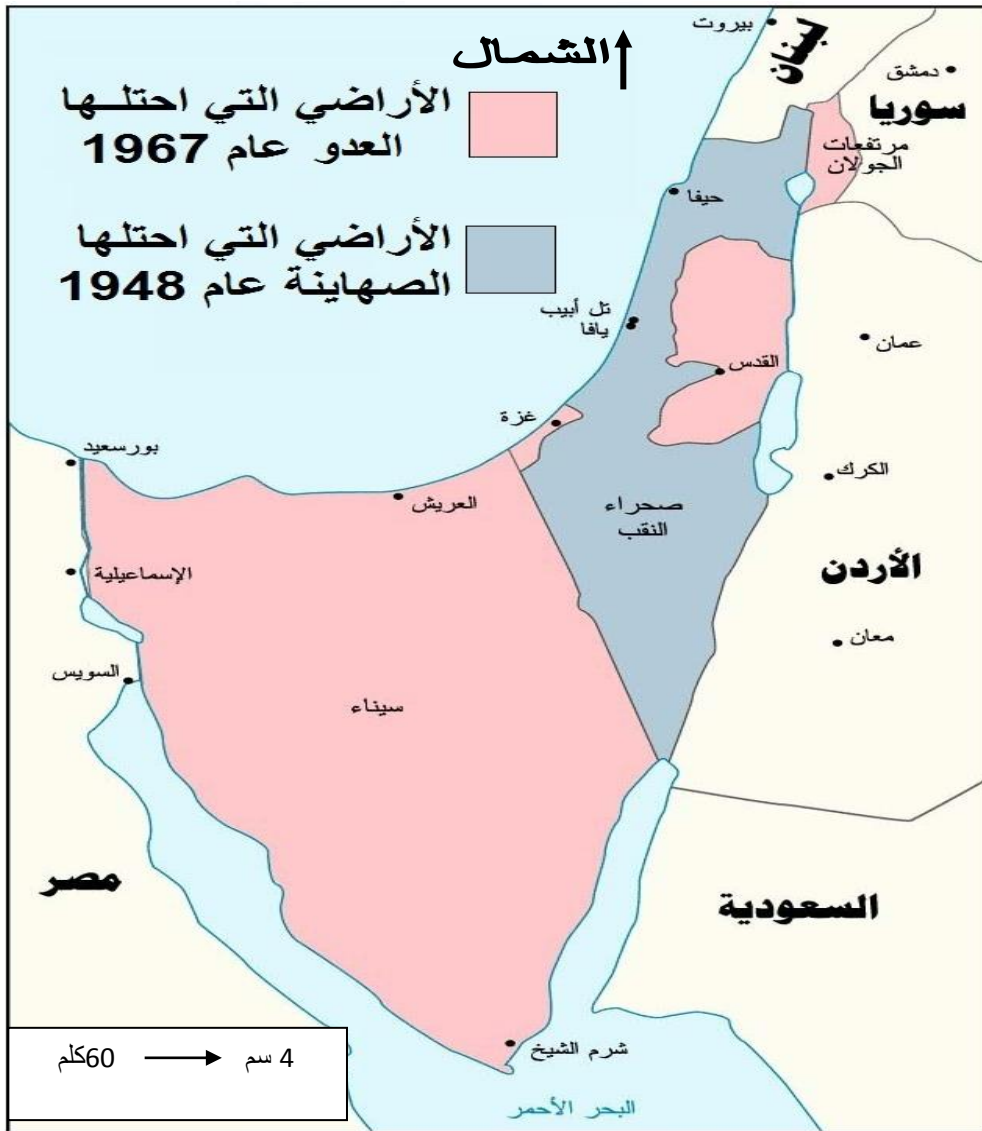 بيروت
لبنان
الشمال
دمشق
سوريا
الأراضي التي احتلها
العدو عام 1967
مرتفعات
الجولان
حيفا
الأراضي التي احتلها
الصهاينة عام 1948
تل أبيب
يافا
عمان
القدس
غزة
بورسعيد
الكرك
العريش
صحراء
النقب
الأردن
الإسماعيلية
معان
السويس
سيناء
مصر
السعودية
شرم الشيخ
4 سم → 60كلم
البحر الأحمر